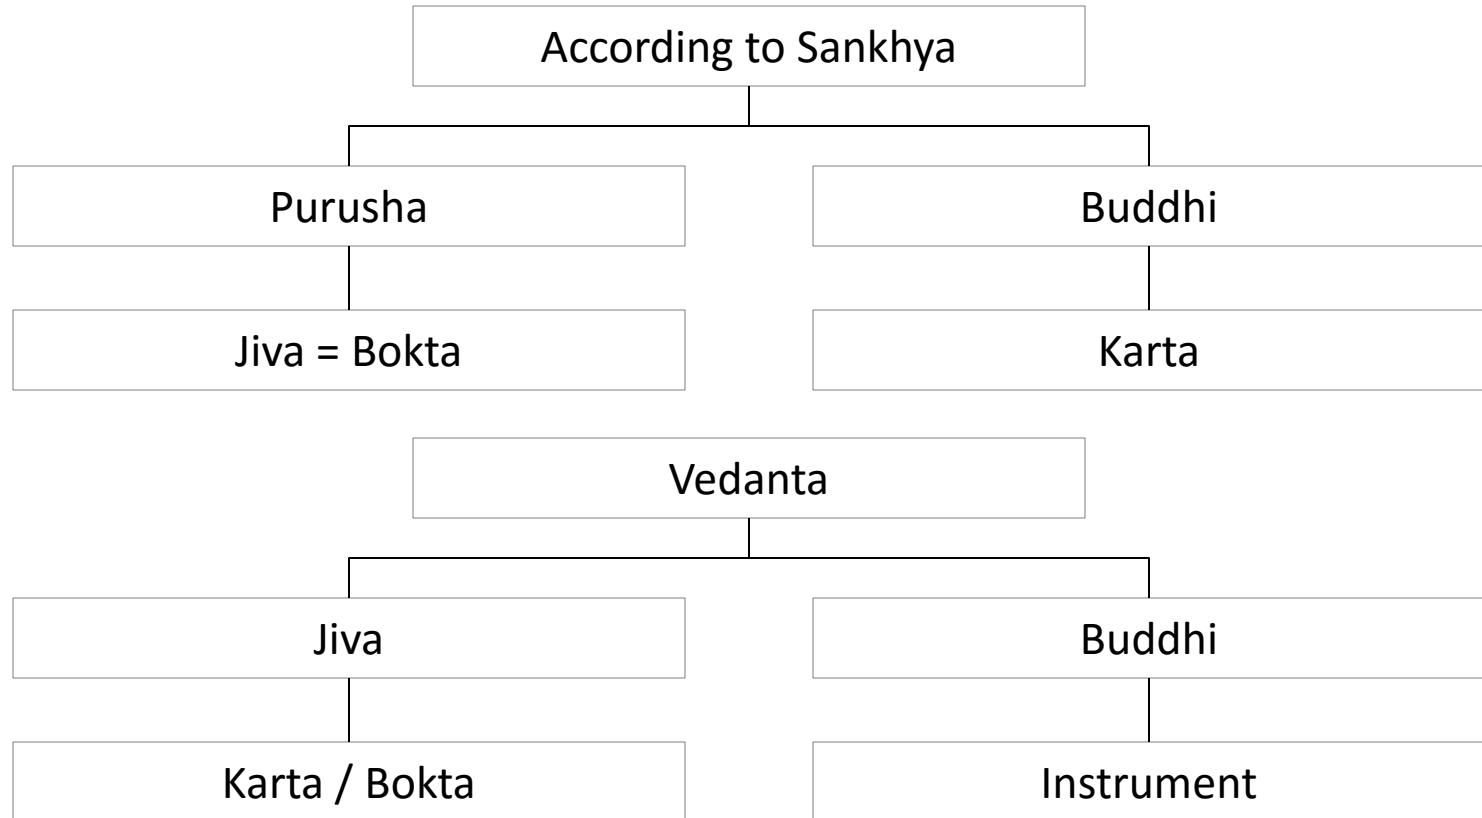 According to Sankhya
Purusha
Buddhi
Jiva = Bokta
Karta
Vedanta
Jiva
Buddhi
Karta / Bokta
Instrument